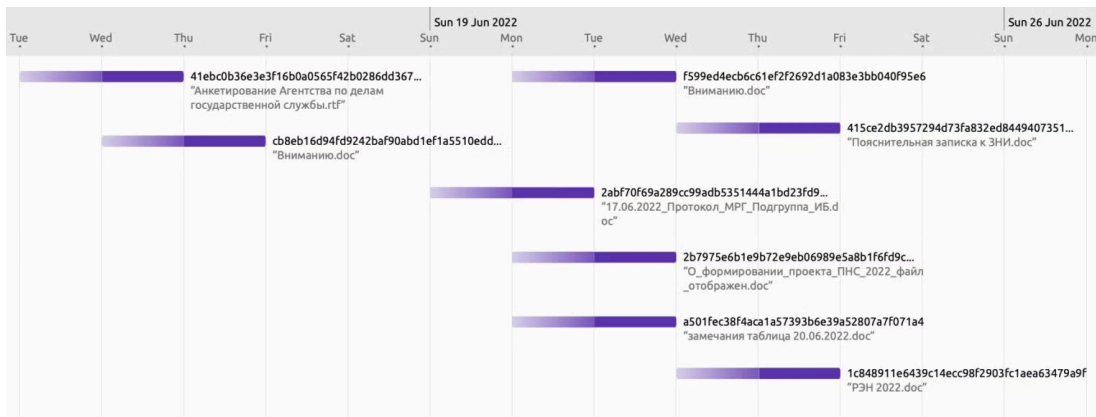 Sun 19 Jun 2022
Sun 26 Jun 2022
Tue Wed Thu Fri Sat Sun Mon Tue Wed Thu Fri Sat Sun Mon
41ebc0b36e3e3f16b0a0565f42b0286dd367...
"Анкетирование Агентства по делам
государственной службы.rtf"
f599ed4ecb6c61ef2f2692d1a083e3bb040f95e6
"Вниманию.doc"
cb8eb16d94fd9242baf90abd1ef1a5510edd...
"Вниманию.doc"
415ce2db3957294d73fa832ed8449407351...
"Пояснительная записка к ЗНИ.doc"
2abf70f69a289cc99adb5351444a1bd23fd9...
"17.06.2022_Протокол_МРГ_Подгруппа_ИБ.d
oc"
2b7975e6b1e9b72e9eb06989e5a8b1f6fd9c...
"О_формировании_проекта_ПНС_2022_файл
_отображен.doc"
a501fec38f4aca1a57393b6e39a52807a7f071a4
"замечания таблица 20.06.2022.doc"
1c848911e6439c14ecc98f2903fc1aea63479a9f
"РЭН 2022.doc"